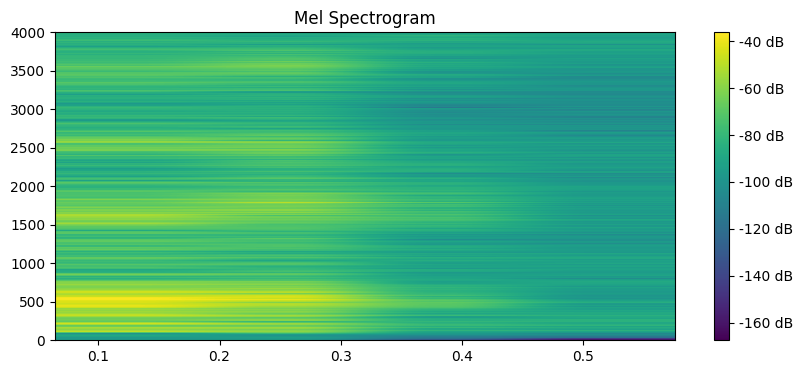 Mel Spectrogram
4000
3500
3000
2500
2000
1500
1000
500
0
0.1 0.2 0.3 0.4 0.5
-40 dB
-60 dB
-80 dB
-100 dB
-120 dB
-140 dB
-160 dB